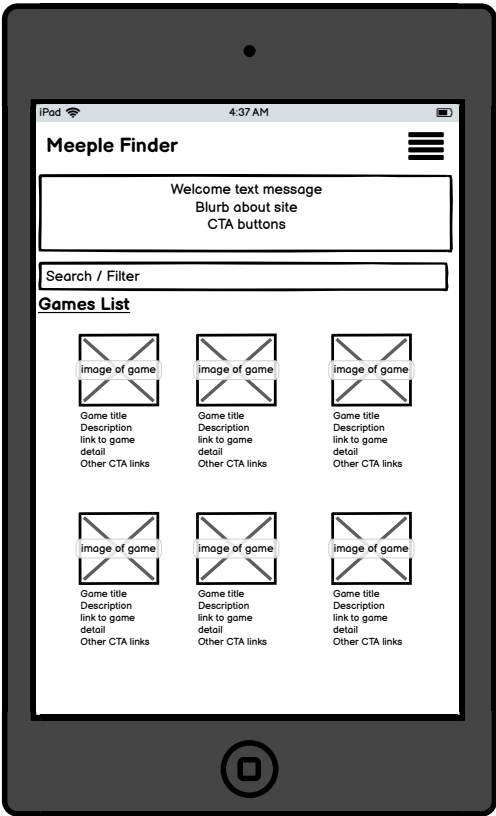 iPad 4:37 AM
Meeple Finder
Welcome text message
Blurb about site
CTA buttons
Search / Filter
Games List
image of game image of game image of game
Game title Game title Game title
Description Description Description
link to game link to game link to game
detail detail detail
Other CTA links Other CTA links Other CTA links
image of game image of game image of game
Game title Game title Game title
Description Description Description
link to game link to game link to game
detail detail detail
Other CTA links Other CTA links Other CTA links